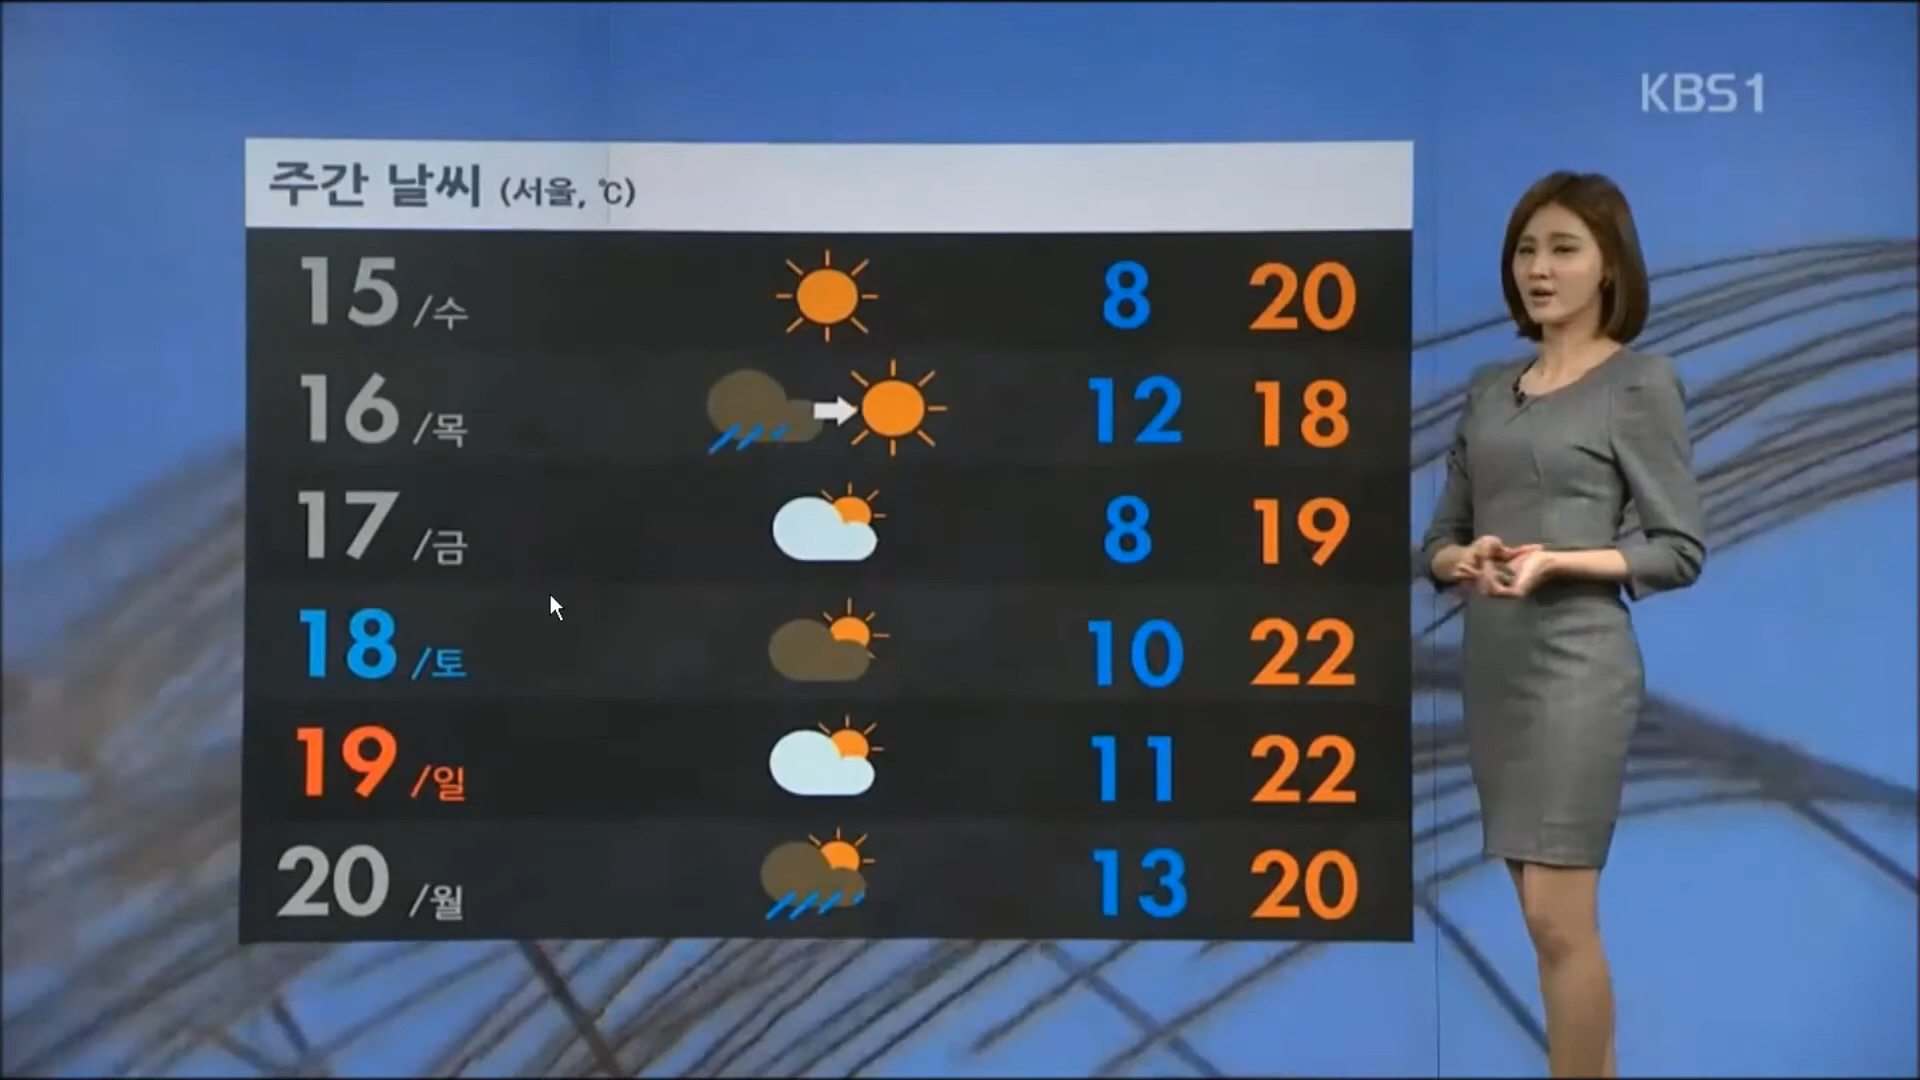 KBS1
주간 날씨 (서울, ℃)
15 /수 8 20
16 /목 12 18
17 /금 8 19
18 /토 10 22
19 /일 11 22
20 /월 13 20